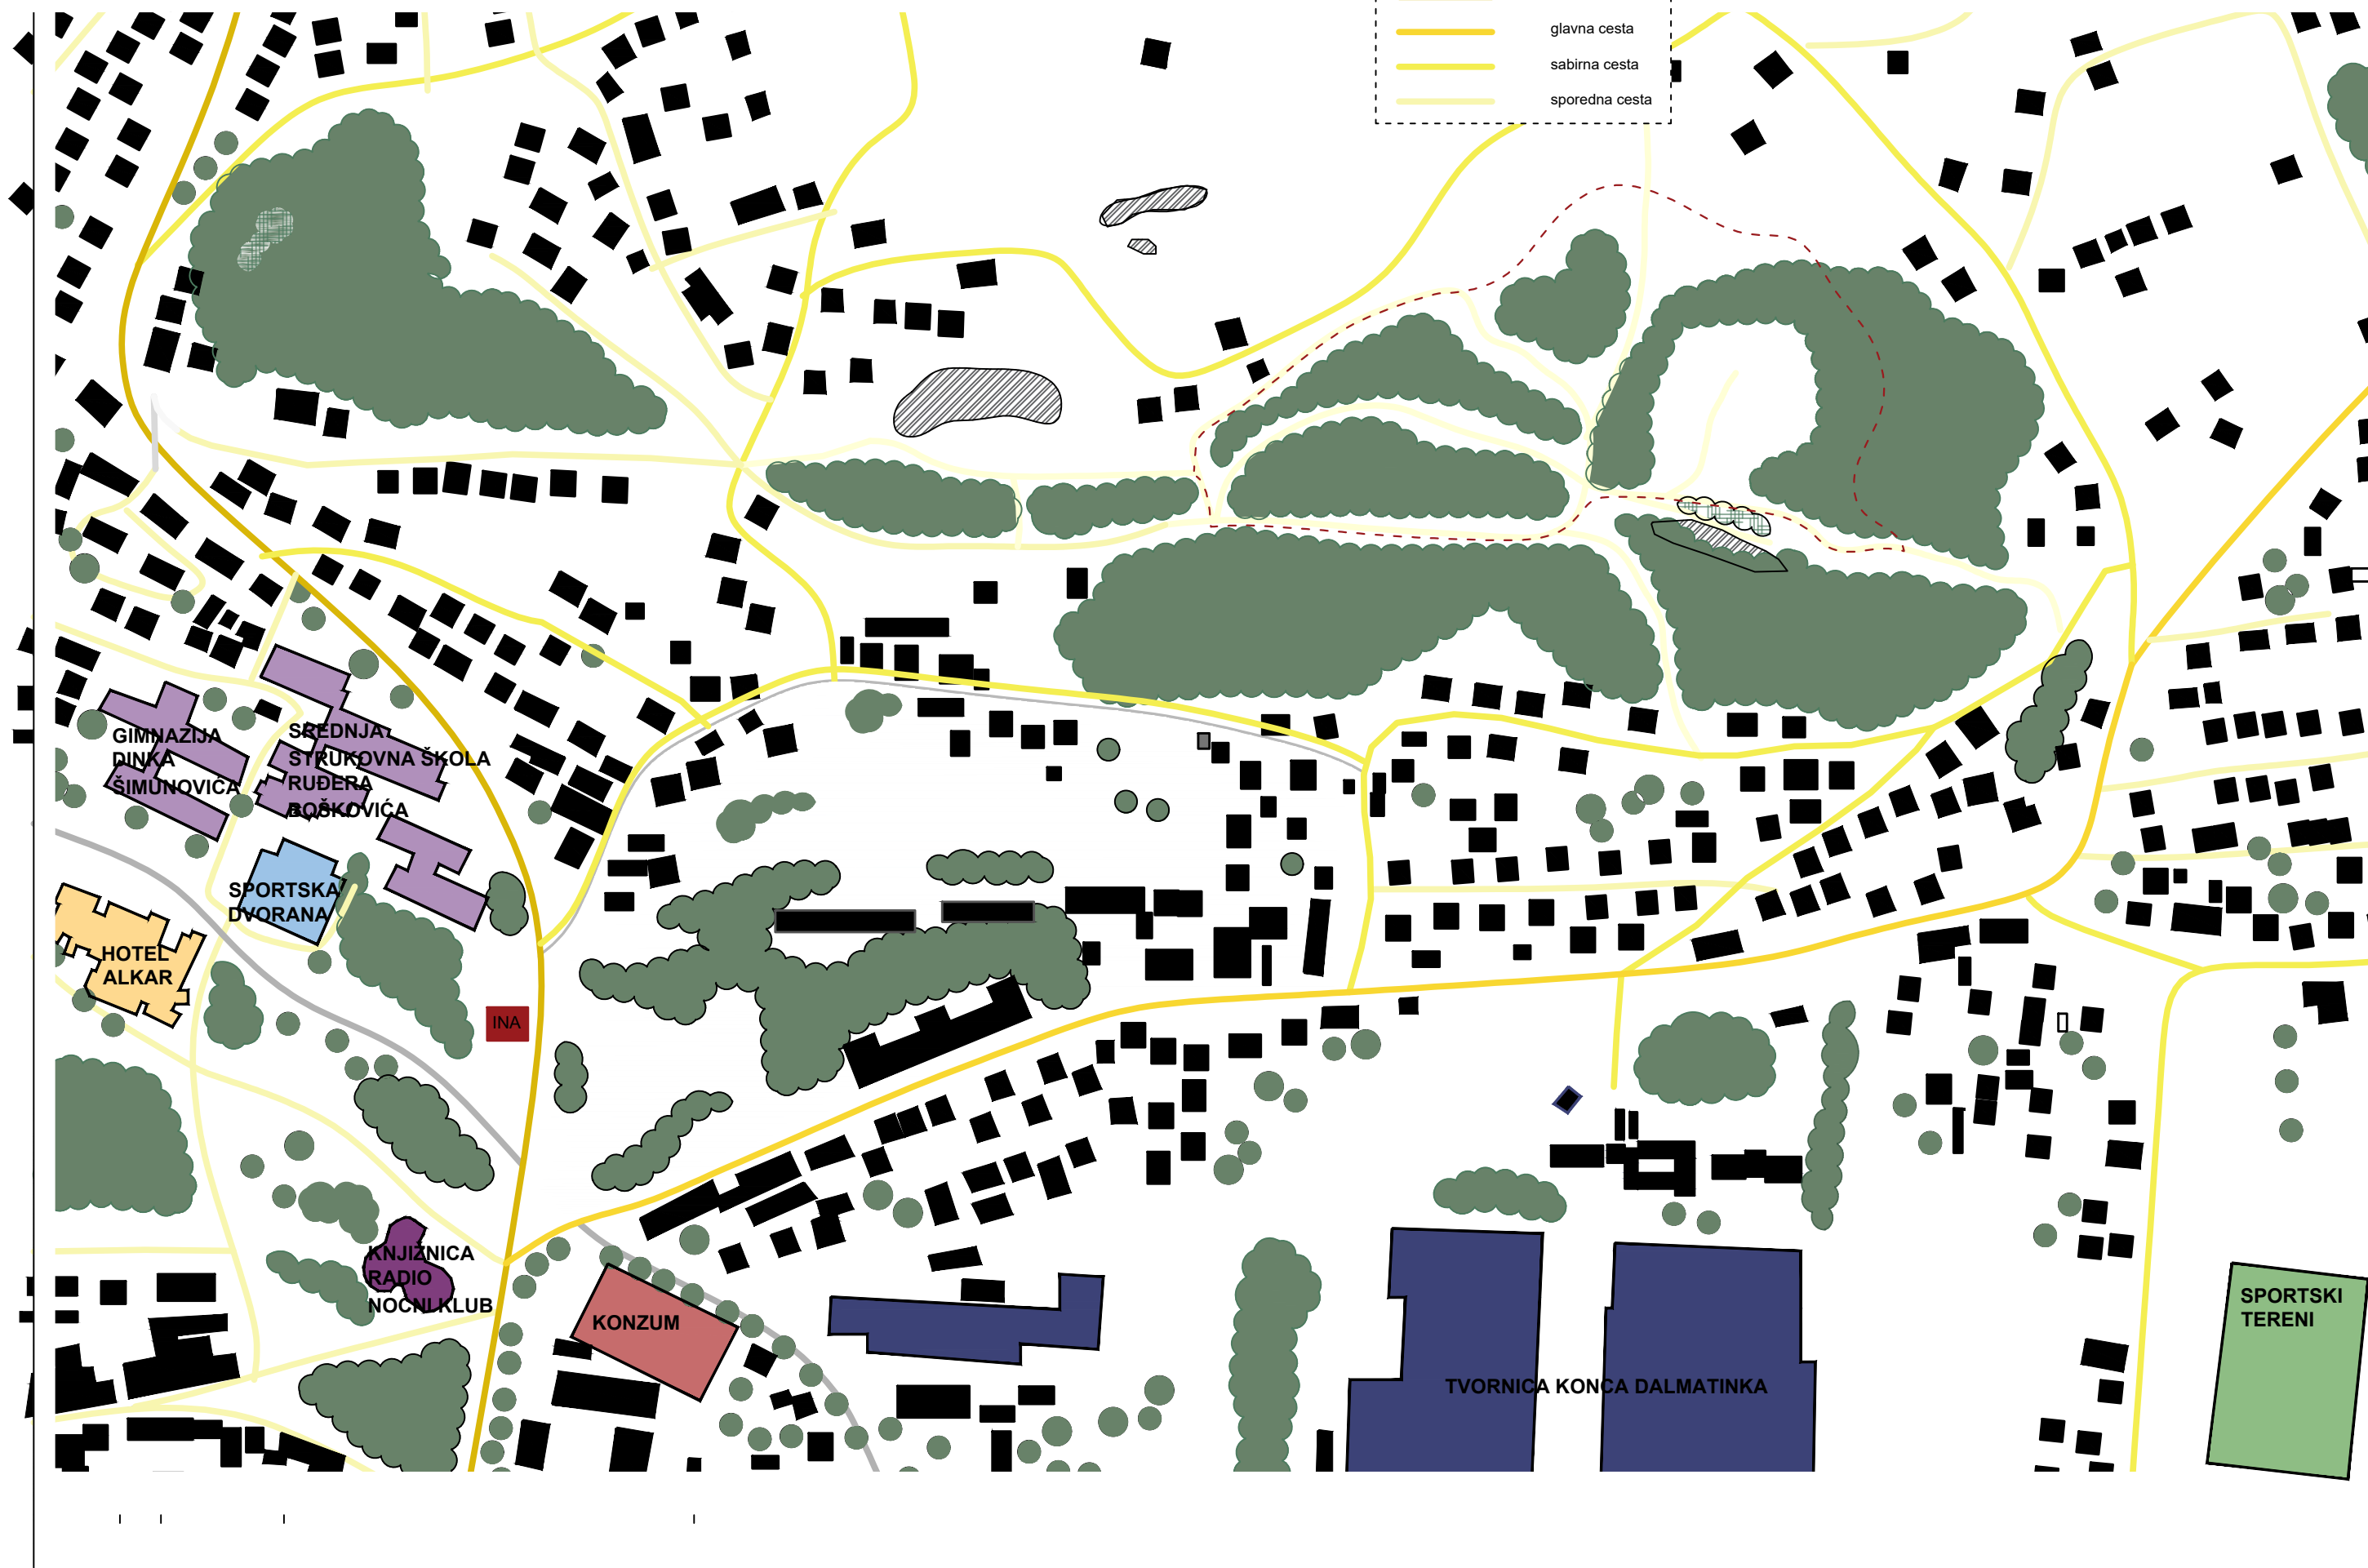 glavna cesta
sabirna cesta
sporedna cesta
GIMNAZIJA
DINKA
ŠIMUNOVIĆA
SREDNJA
STRUKOVNA ŠKOLA
RUĐERA
BOŠKOVIĆA
SPORTSKA
DVORANA
HOTEL
ALKAR
INA
KNJIŽNICA
RADIO
NOĆNI KLUB
KONZUM
TVORNICA KONCA DALMATINKA
SPORTSKI
TERENI